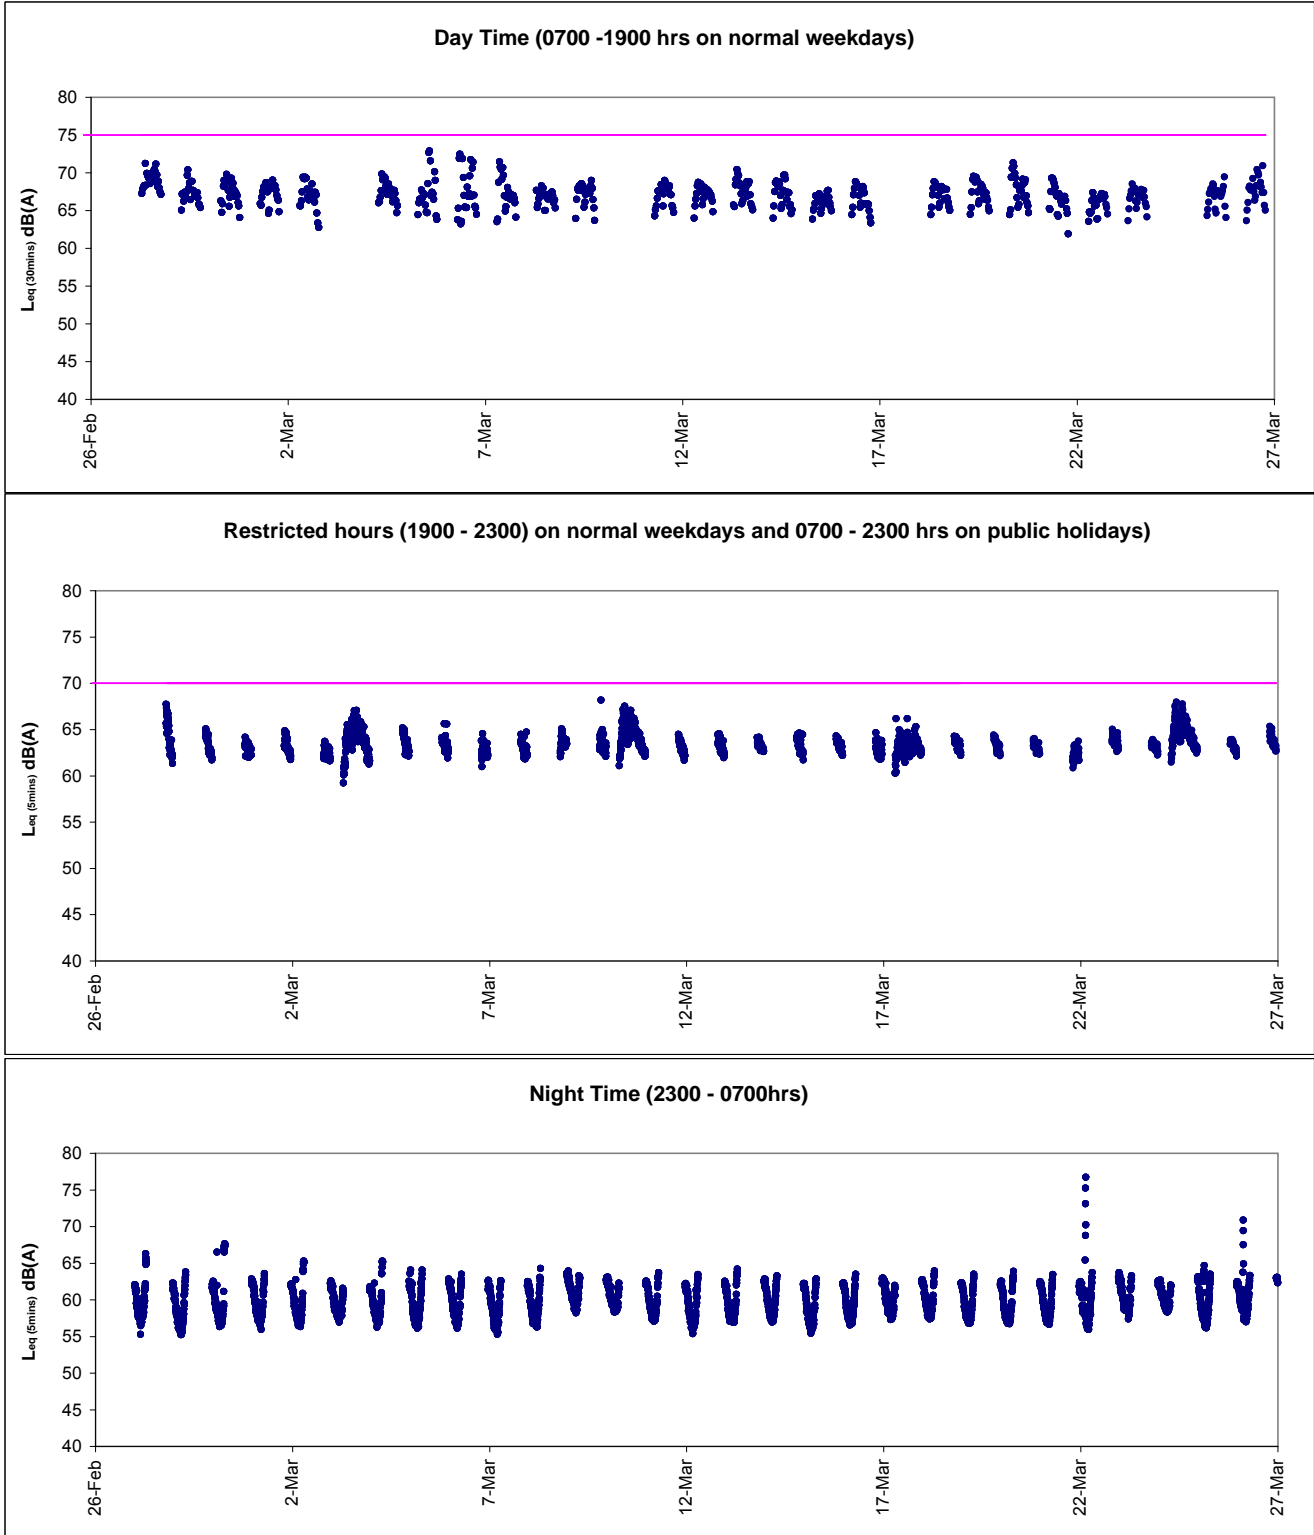 Day Time (0700 -1900 hrs on normal weekdays)
80
75
70
65
60
55
50
45
40
Leq (30mins) dB(A)
26-Feb
2-Mar
7-Mar
12-Mar
17-Mar
22-Mar
27-Mar
Restricted hours (1900 - 2300) on normal weekdays and 0700 - 2300 hrs on public holidays)
80
75
70
65
60
55
50
45
40
Leq (5mins) dB(A)
26-Feb
2-Mar
7-Mar
12-Mar
17-Mar
22-Mar
27-Mar
Night Time (2300 - 0700hrs)
80
75
70
65
60
55
50
45
40
Leq (5mins) dB(A)
26-Feb
2-Mar
7-Mar
12-Mar
17-Mar
22-Mar
27-Mar